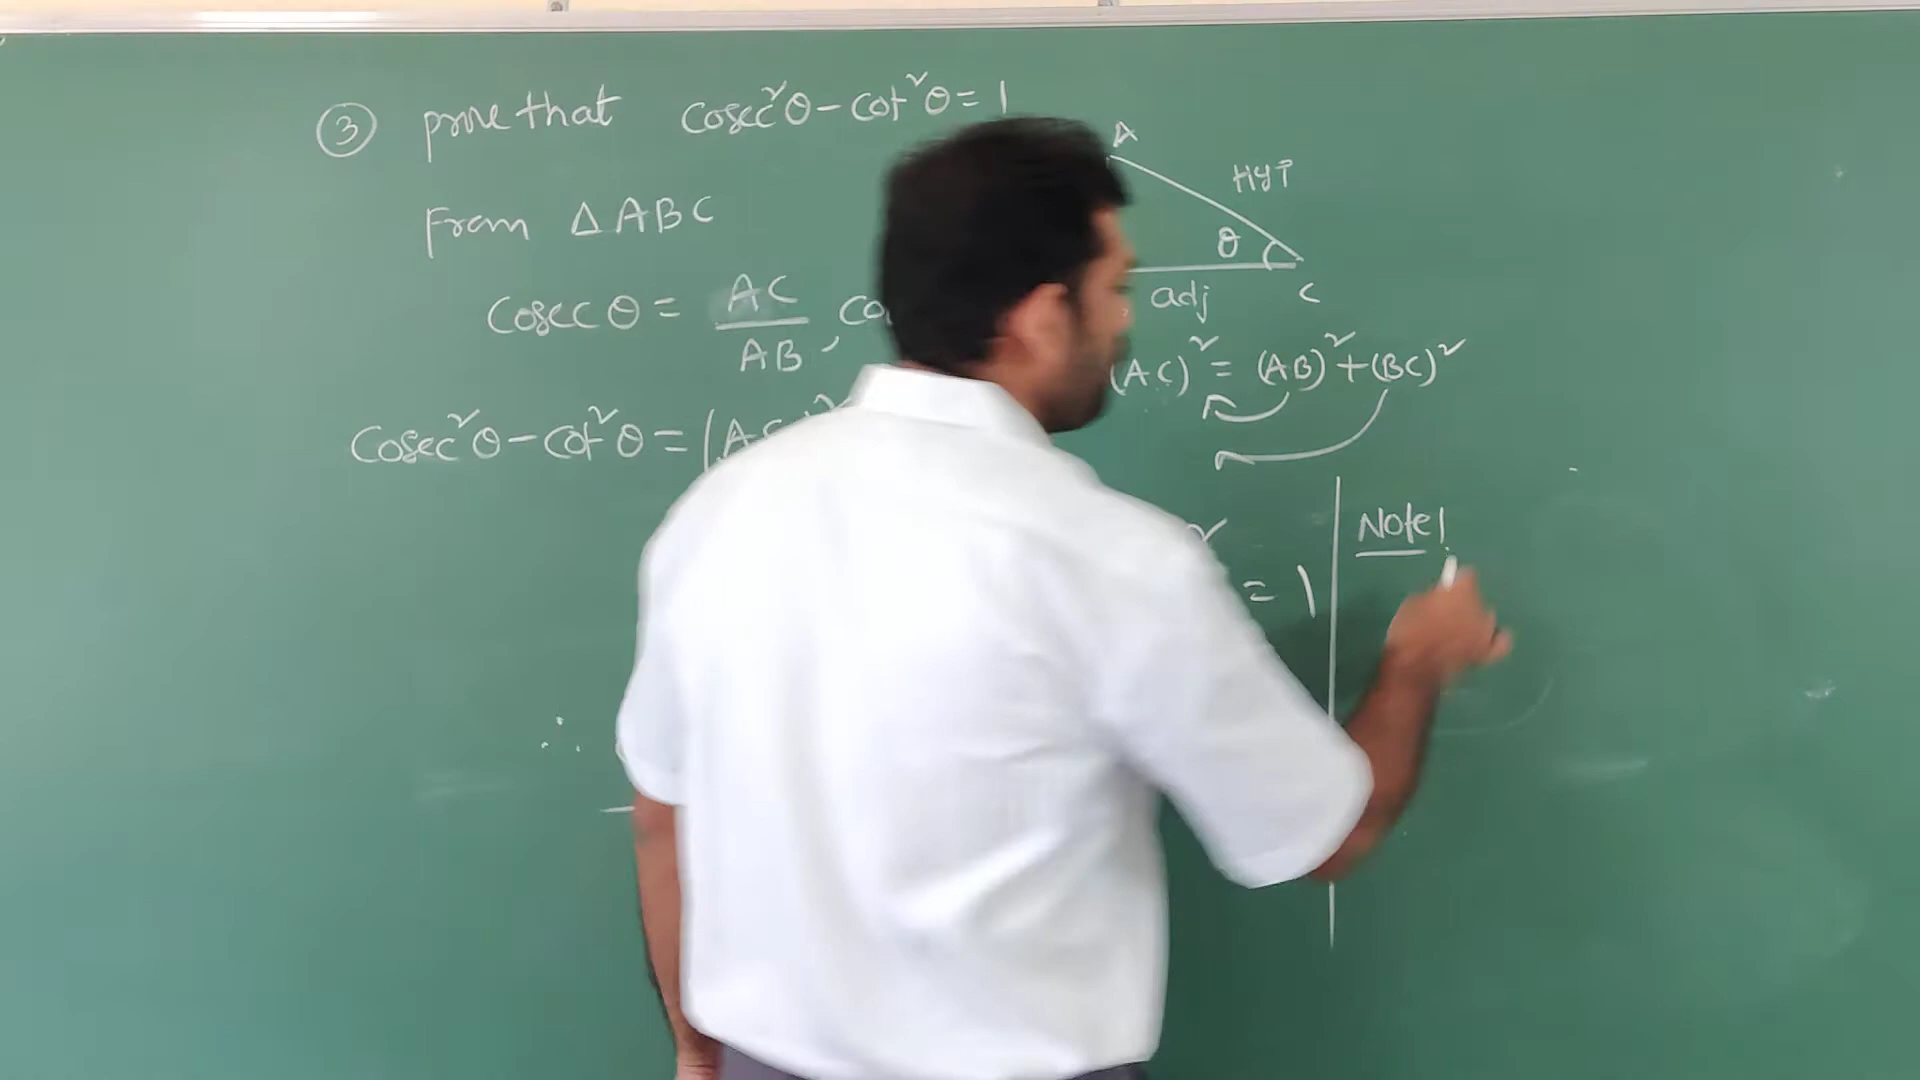 ③ prove that cosec²θ - cot²θ = 1
A
HYP
From △ABC
θ
adj
C
Cosec θ = AC/AB, Co
(AC)² = (AB)² + (BC)²
Cosec²θ - Cot²θ = (AC
Note!
= 1
∴